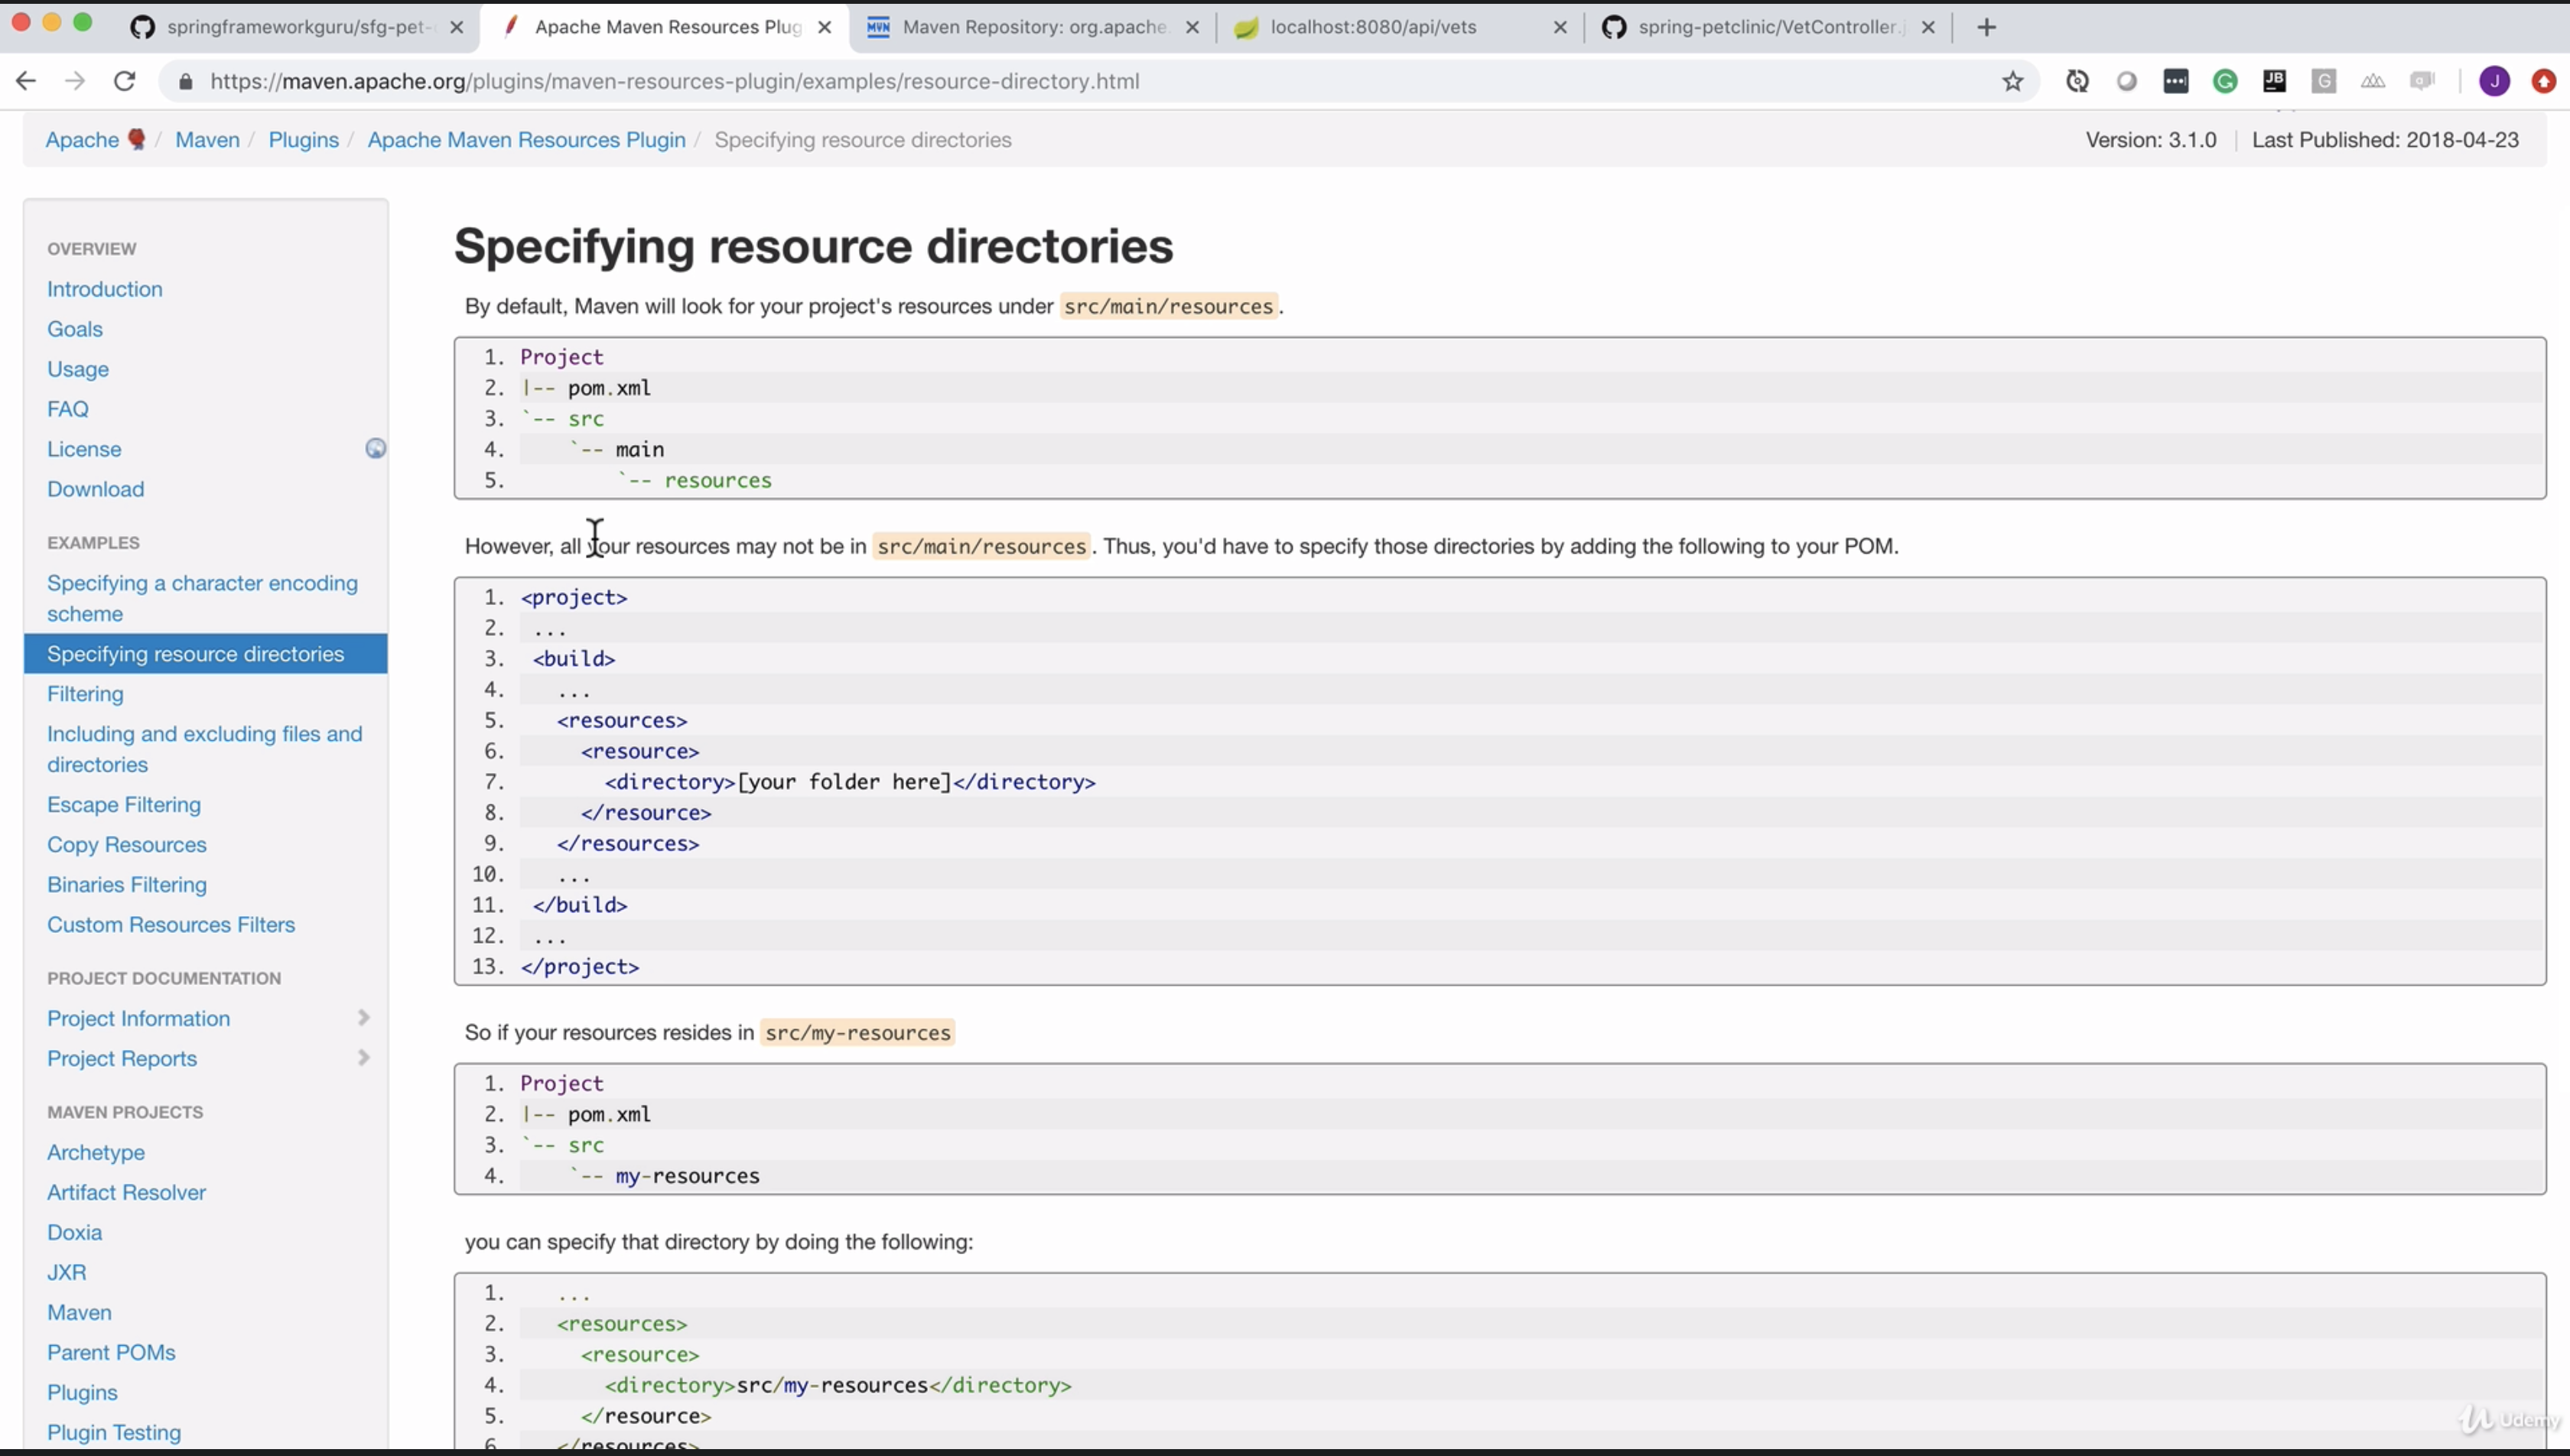 springframeworkguru/sfg-pet-
Apache Maven Resources Plug
MVN Maven Repository: org.apache.
localhost:8080/api/vets
spring-petclinic/VetController.j
https://maven.apache.org/plugins/maven-resources-plugin/examples/resource-directory.html
JB
G
J
Apache / Maven / Plugins / Apache Maven Resources Plugin / Specifying resource directories
Version: 3.1.0 | Last Published: 2018-04-23
OVERVIEW
Introduction
Goals
Usage
FAQ
License
Download
EXAMPLES
Specifying a character encoding
scheme
Specifying resource directories
Filtering
Including and excluding files and
directories
Escape Filtering
Copy Resources
Binaries Filtering
Custom Resources Filters
PROJECT DOCUMENTATION
Project Information
Project Reports
MAVEN PROJECTS
Archetype
Artifact Resolver
Doxia
JXR
Maven
Parent POMs
Plugins
Plugin Testing
Specifying resource directories
By default, Maven will look for your project's resources under src/main/resources.
1. Project
2. |-- pom.xml
3. `-- src
4.     `-- main
5.         `-- resources
However, all your resources may not be in src/main/resources. Thus, you'd have to specify those directories by adding the following to your POM.
1. <project>
2.  ...
3.  <build>
4.    ...
5.    <resources>
6.      <resource>
7.        <directory>[your folder here]</directory>
8.      </resource>
9.    </resources>
10.    ...
11.  </build>
12.  ...
13. </project>
So if your resources resides in src/my-resources
1. Project
2. |-- pom.xml
3. `-- src
4.     `-- my-resources
you can specify that directory by doing the following:
1.    ...
2.    <resources>
3.      <resource>
4.        <directory>src/my-resources</directory>
5.      </resource>
6.    </resources>
Udemy